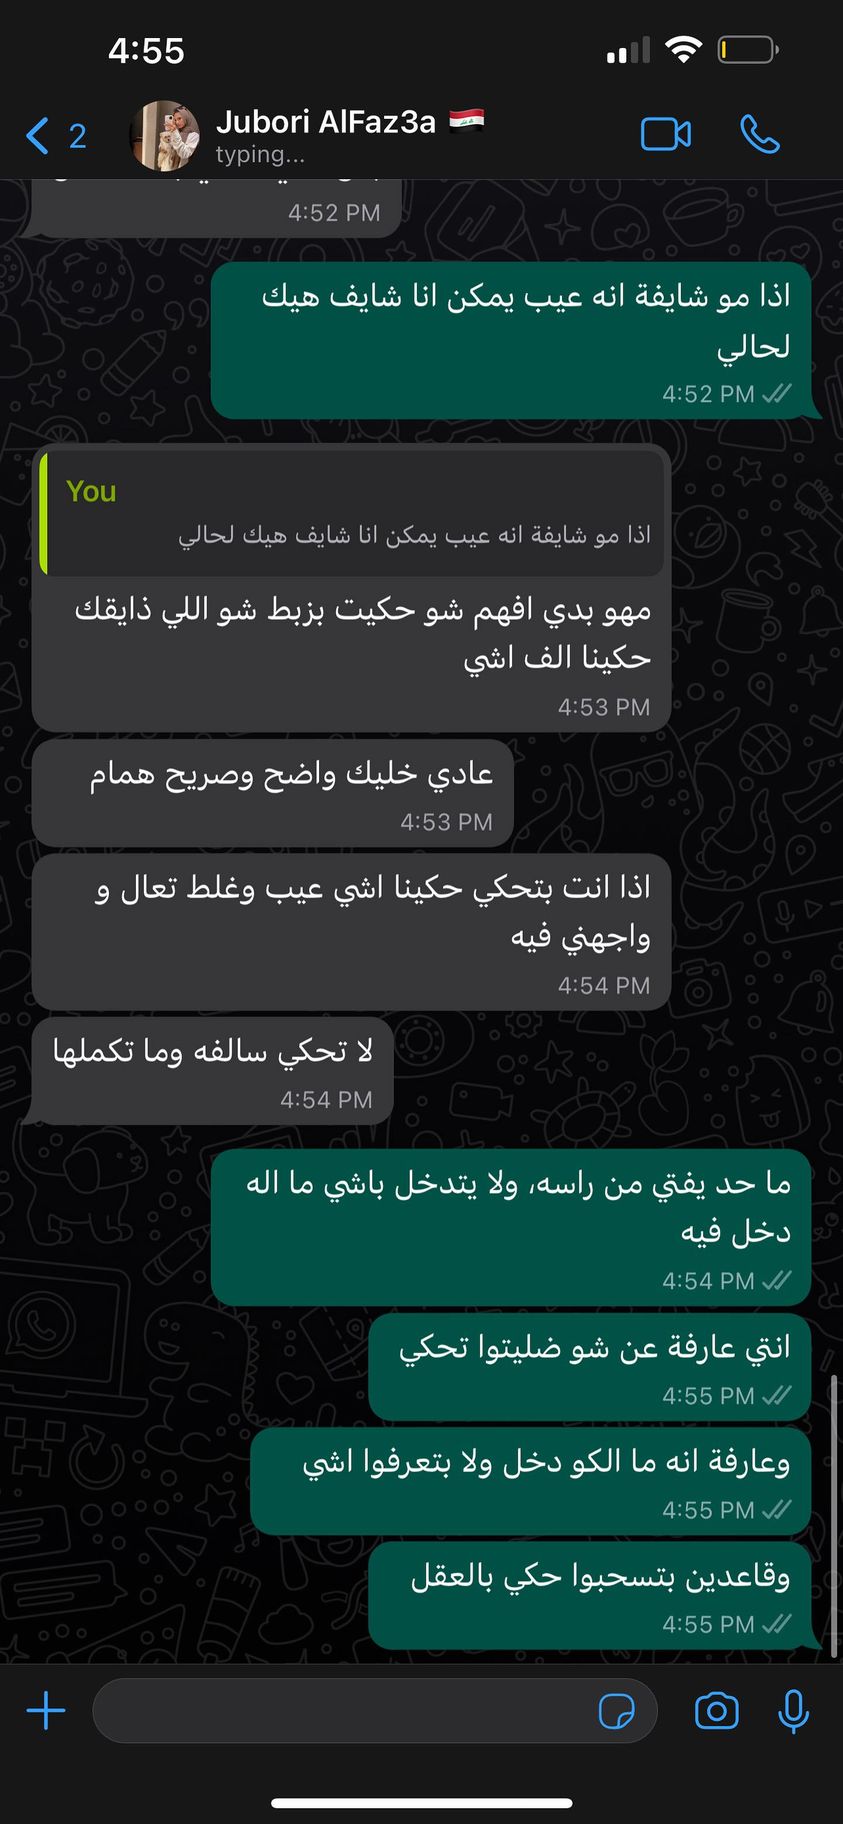 4:55
2
Jubori AlFaz3a
typing...
4:52 PM
اذا مو شايفة انه عيب يمكن انا شايف هيك
لحالي
4:52 PM
You
اذا مو شايفة انه عيب يمكن انا شايف هيك لحالي
مهو بدي افهم شو حكيت بزبط شو اللي ذايقك
حكينا الف اشي
4:53 PM
عادي خليك واضح وصريح همام
4:53 PM
اذا انت بتحكي حكينا اشي عيب وغلط تعال و
واجهني فيه
4:54 PM
لا تحكي سالفه وما تكملها
4:54 PM
ما حد يفتي من راسه، ولا يتدخل باشي ما اله
دخل فيه
4:54 PM
انتي عارفة عن شو ضليتوا تحكي
4:55 PM
وعارفة انه ما الكو دخل ولا بتعرفوا اشي
4:55 PM
وقاعدين بتسحبوا حكي بالعقل
4:55 PM